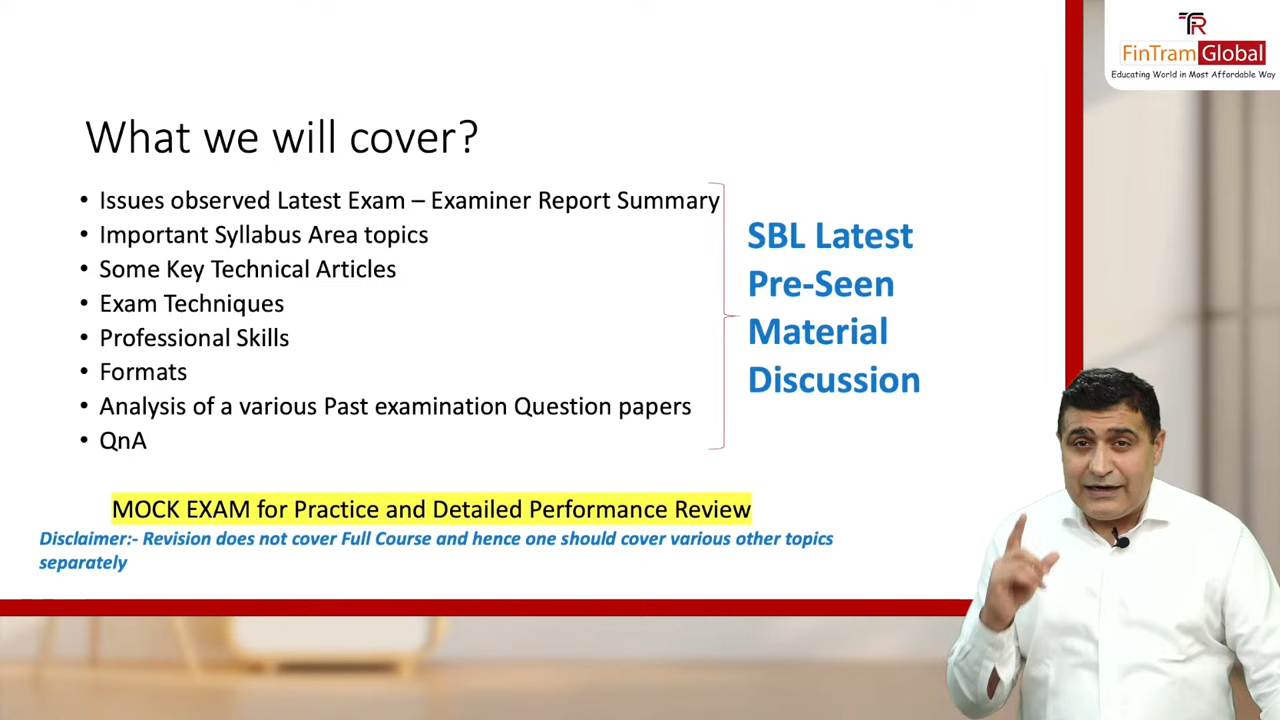 FinTram Global
Educating World in Most Affordable Way
What we will cover?
• Issues observed Latest Exam – Examiner Report Summary
• Important Syllabus Area topics
• Some Key Technical Articles
• Exam Techniques
• Professional Skills
• Formats
• Analysis of a various Past examination Question papers
• QnA
SBL Latest
Pre-Seen
Material
Discussion
MOCK EXAM for Practice and Detailed Performance Review
Disclaimer:- Revision does not cover Full Course and hence one should cover various other topics
separately